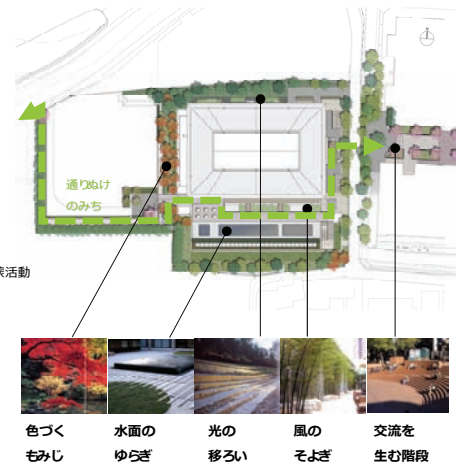 通りぬけ
のみち
活動
色づく
もみじ
水面の
ゆらぎ
光の
移ろい
風の
そよぎ
交流を
生む階段